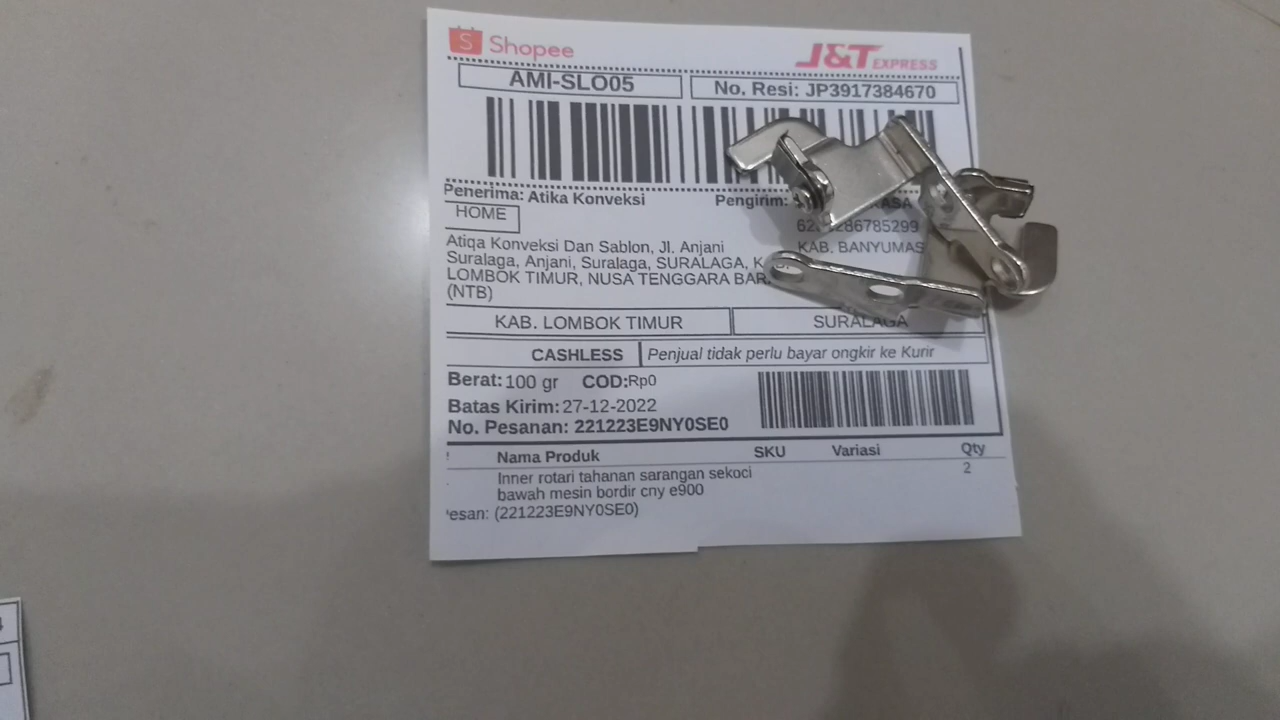 Shopee
J&T EXPRESS
AMI-SLO05
No. Resi: JP3917384670
Penerima: Atika Konveksi
Pengirim:
HOME
Atiqa Konveksi Dan Sablon, Jl. Anjani
Suralaga, Anjani, Suralaga, SURALAGA,
LOMBOK TIMUR, NUSA TENGGARA
(NTB)
KAB. BANYUMAS
KAB. LOMBOK TIMUR
SURALAGA
CASHLESS
Penjual tidak perlu bayar ongkir ke Kurir
Berat: 100 gr COD:Rp0
Batas Kirim: 27-12-2022
No. Pesanan: 221223E9NY0SE0
Nama Produk SKU Variasi Qty
Inner rotari tahanan sarangan sekoci 2
bawah mesin bordir cny e900
esan: (221223E9NY0SE0)